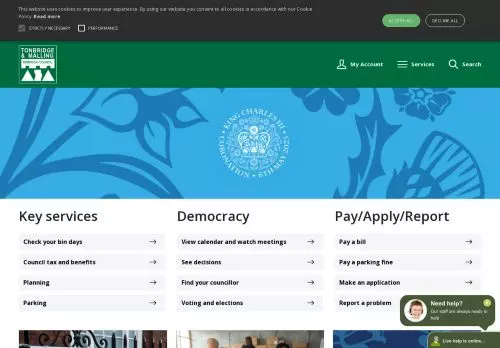 This website uses cookies to improve user experience. By using our website you consent to all cookies in accordance with our Cookie
Policy. Read more
STRICTLY NECESSARY
PERFORMANCE
ACCEPT ALL
DECLINE ALL
TONBRIDGE
& MALLING
BOROUGH COUNCIL
My Account
Services
Search
KING CHARLES III
CORONATION • 6TH MAY 2023
Key services
Check your bin days
Council tax and benefits
Planning
Parking
Democracy
View calendar and watch meetings
See decisions
Find your councillor
Voting and elections
Pay/Apply/Report
Pay a bill
Pay a parking fine
Make an application
Report a problem
Need help?
Our staff are always ready to
help
Live help is online...